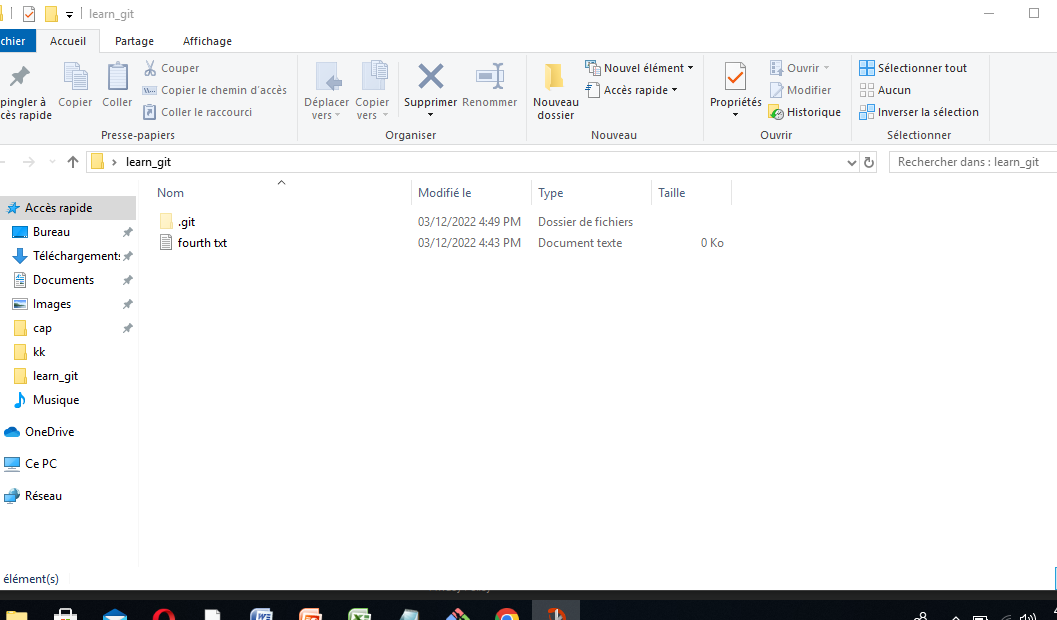 learn_git
chier Accueil Partage Affichage
pingler à
cès rapide
Copier
Coller
Couper
Copier le chemin d'accès
Coller le raccourci
Presse-papiers
Déplacer
vers
Copier
vers
Supprimer
Renommer
Organiser
Nouveau
dossier
Nouvel élément
Accès rapide
Nouveau
Propriétés
Ouvrir
Modifier
Historique
Ouvrir
Sélectionner tout
Aucun
Inverser la sélection
Sélectionner
learn_git
Rechercher dans : learn_git
Accès rapide
Bureau
Téléchargements
Documents
Images
cap
kk
learn_git
Musique
OneDrive
Ce PC
Réseau
Nom Modifié le Type Taille
.git 03/12/2022 4:49 PM Dossier de fichiers
fourth txt 03/12/2022 4:43 PM Document texte 0 Ko
élément(s)